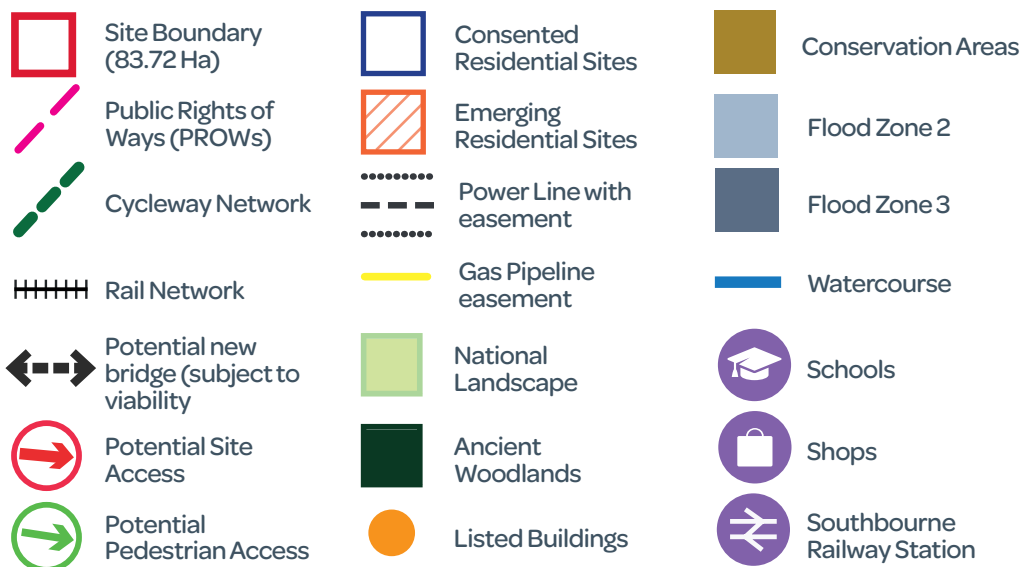 Site Boundary
(83.72 Ha)
Public Rights of
Ways (PROWs)
Cycleway Network
Rail Network
Potential new
bridge (subject to
viability
Potential Site
Access
Potential
Pedestrian Access
Consented
Residential Sites
Emerging
Residential Sites
Power Line with
easement
Gas Pipeline
easement
National
Landscape
Ancient
Woodlands
Listed Buildings
Conservation Areas
Flood Zone 2
Flood Zone 3
Watercourse
Schools
Shops
Southbourne
Railway Station